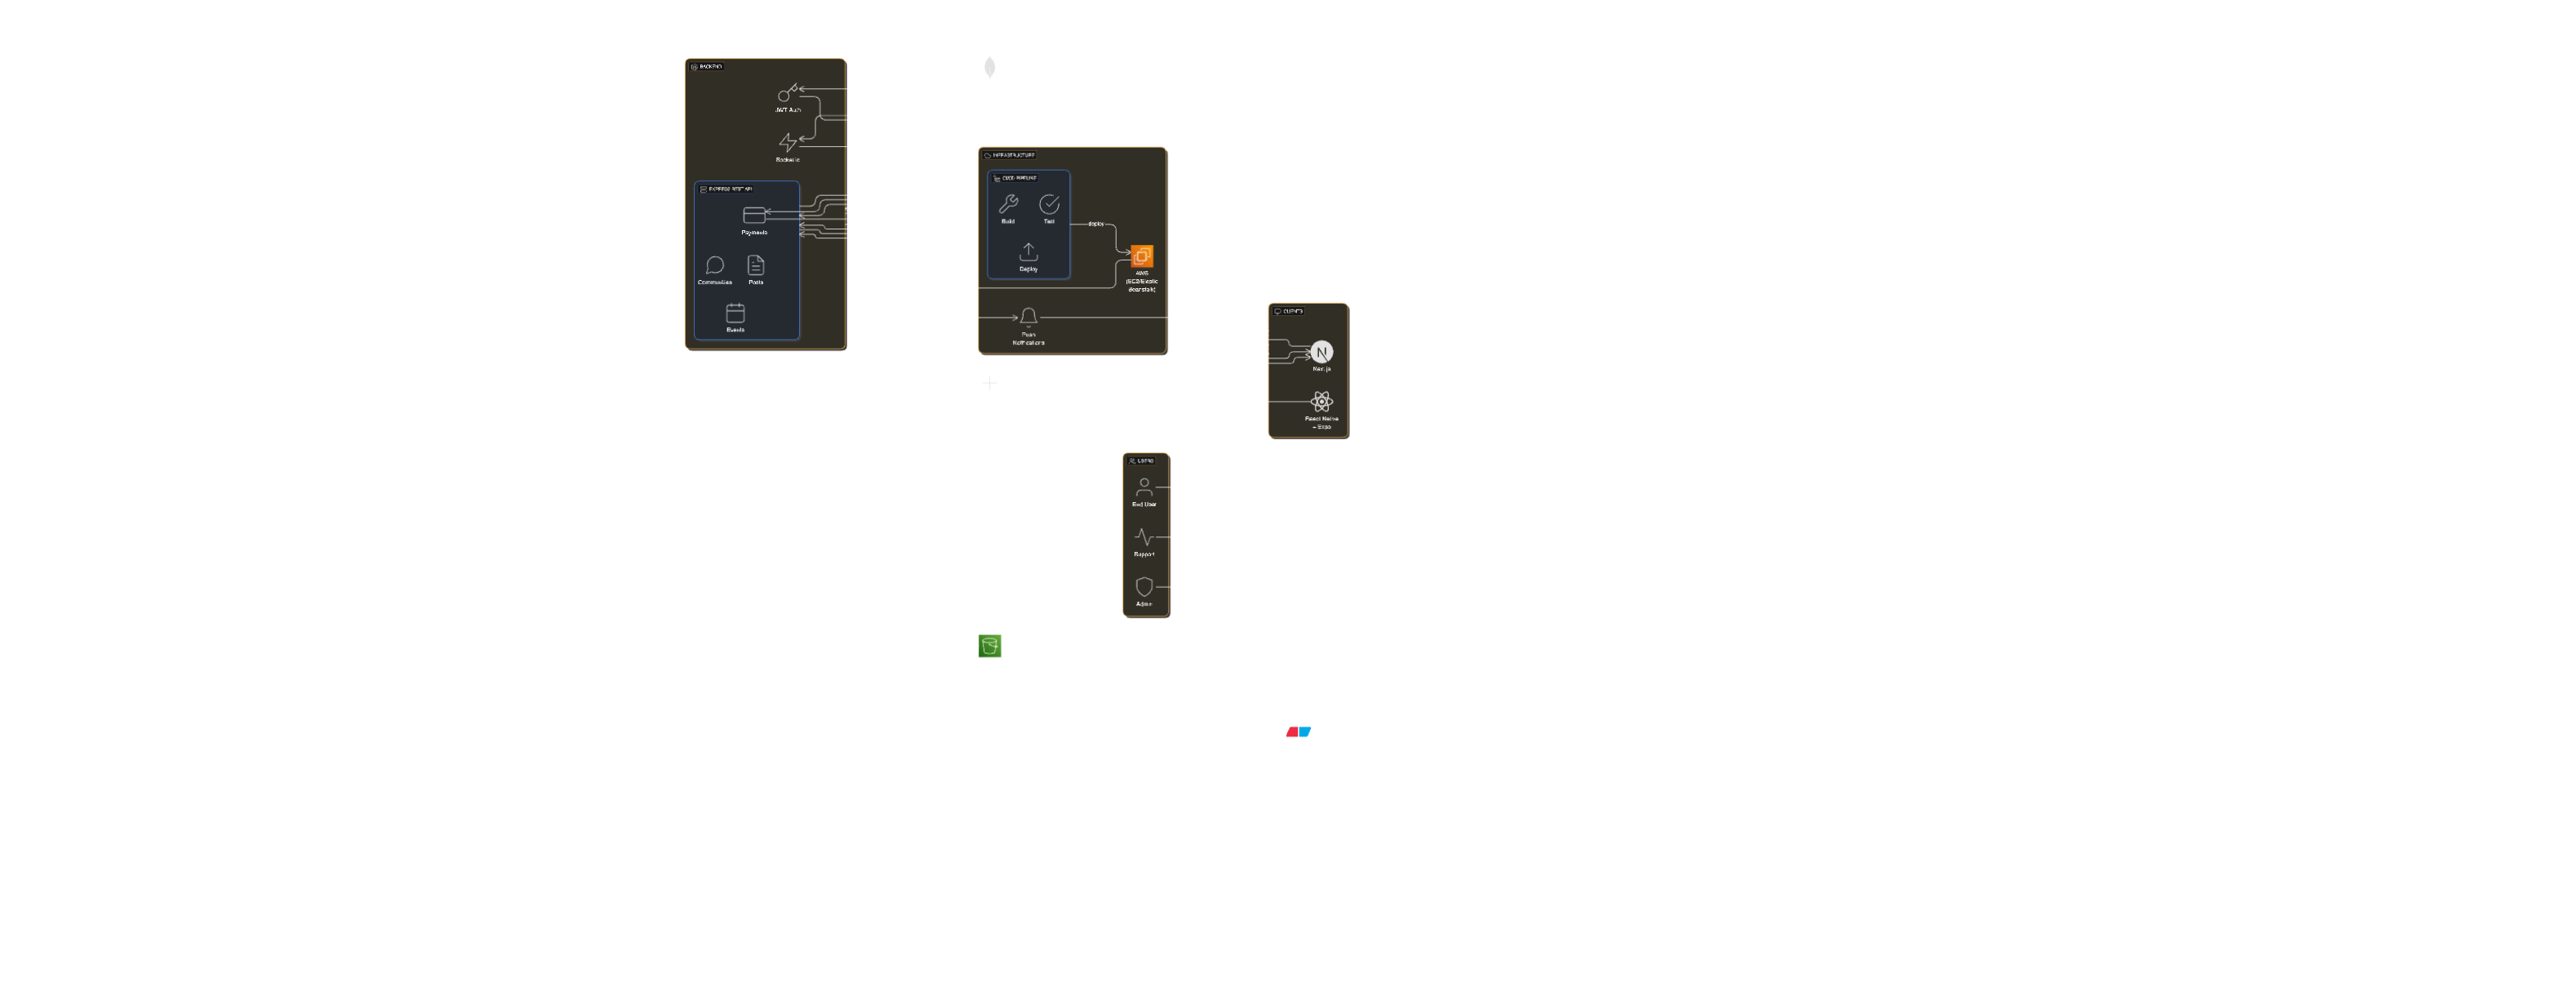 BACKEND
JWT Auth
Socket.io
EXPRESS REST API
Payments
Communities
Posts
Events
INFRASTRUCTURE
CI/CD PIPELINE
Build
Test
deploy
Deploy
AWS
(EC2/Elastic
Beanstalk)
Push
Notifications
CLIENTS
Next.js
React Native
+ Expo
USERS
End User
Support
Admin